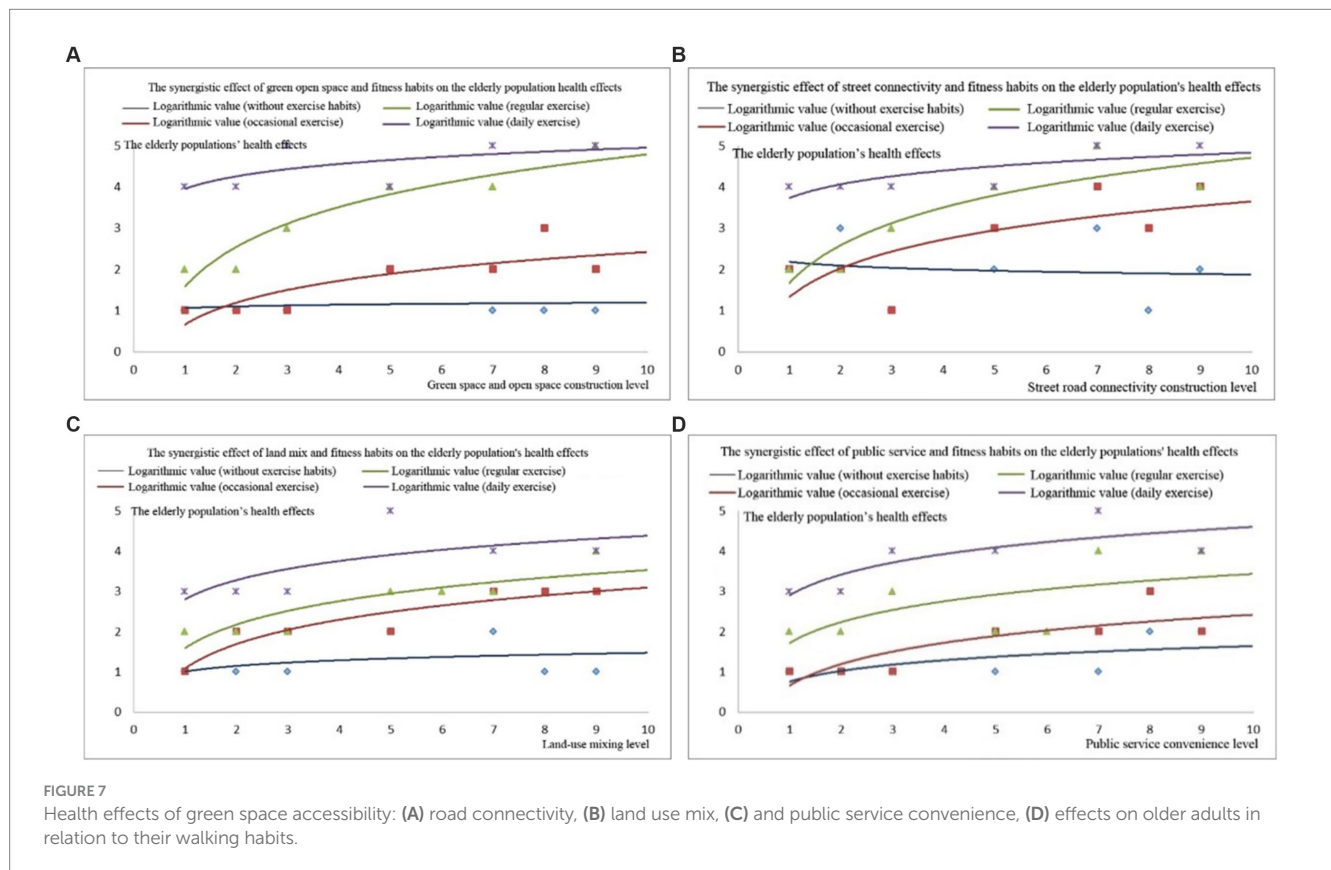 A
The synergistic effect of green open space and fitness habits on the elderly population health effects
Logarithmic value (without exercise habits) Logarithmic value (regular exercise)
Logarithmic value (occasional exercise) Logarithmic value (daily exercise)
The elderly populations' health effects
5
4
3
2
1
0
0 1 2 3 4 5 6 7 8 9 10
Green space and open space construction level
B
The synergistic effect of street connectivity and fitness habits on the elderly population's health effects
Logarithmic value (without exercise habits) Logarithmic value (regular exercise)
Logarithmic value (occasional exercise) Logarithmic value (daily exercise)
The elderly population's health effects
5
4
3
2
1
0
0 1 2 3 4 5 6 7 8 9 10
Street road connectivity construction level
C
The synergistic effect of land mix and fitness habits on the elderly population's health effects
Logarithmic value (without exercise habits) Logarithmic value (regular exercise)
Logarithmic value (occasional exercise) Logarithmic value (daily exercise)
The elderly population's health effects
5
4
3
2
1
0
0 1 2 3 4 5 6 7 8 9 10
Land-use mixing level
D
The synergistic effect of public service and fitness habits on the elderly populations' health effects
Logarithmic value (without exercise habits) Logarithmic value (regular exercise)
Logarithmic value (occasional exercise) Logarithmic value (daily exercise)
The elderly population's health effects
5
4
3
2
1
0
0 1 2 3 4 5 6 7 8 9 10
Public service convenience level
FIGURE 7
Health effects of green space accessibility: (A) road connectivity, (B) land use mix, (C) and public service convenience, (D) effects on older adults in
relation to their walking habits.